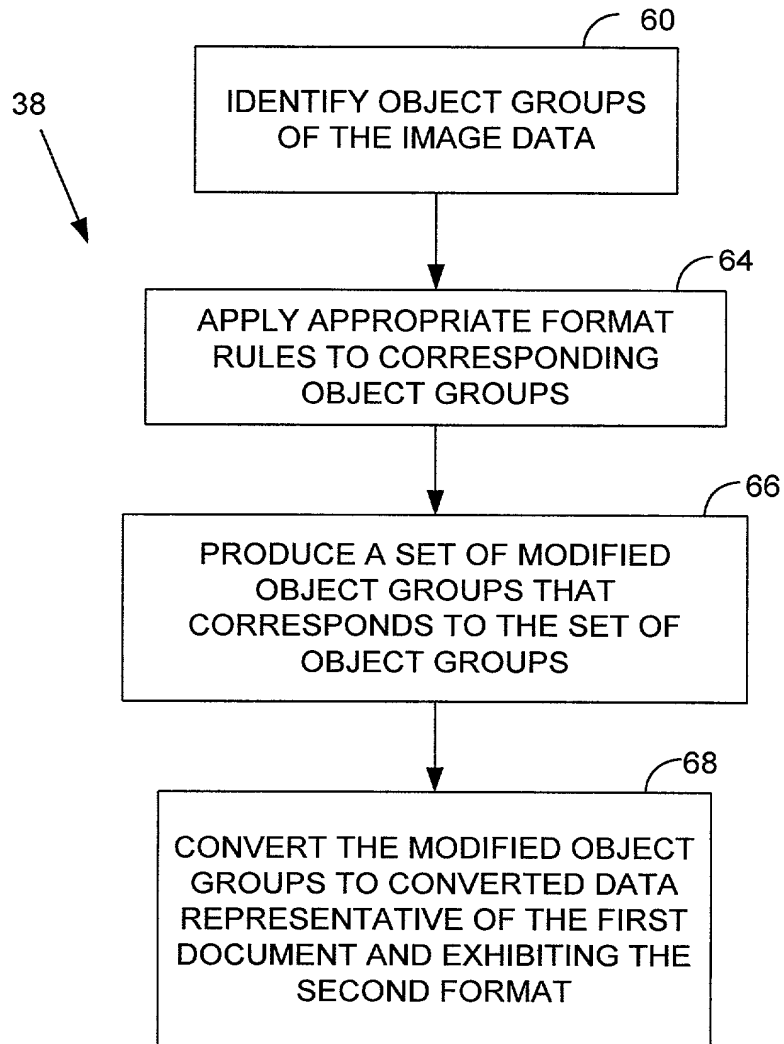 60
38
IDENTIFY OBJECT GROUPS
OF THE IMAGE DATA
64
APPLY APPROPRIATE FORMAT
RULES TO CORRESPONDING
OBJECT GROUPS
66
PRODUCE A SET OF MODIFIED
OBJECT GROUPS THAT
CORRESPONDS TO THE SET OF
OBJECT GROUPS
68
CONVERT THE MODIFIED OBJECT
GROUPS TO CONVERTED DATA
REPRESENTATIVE OF THE FIRST
DOCUMENT AND EXHIBITING THE
SECOND FORMAT